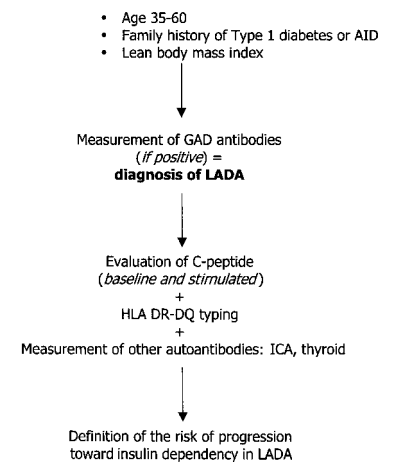 • Age 35-60
• Family history of Type 1 diabetes or AID
• Lean body mass index
Measurement of GAD antibodies
(if positive) =
diagnosis of LADA
Evaluation of C-peptide
(baseline and stimulated)
+
HLA DR-DQ typing
+
Measurement of other autoantibodies: ICA, thyroid
Definition of the risk of progression
toward insulin dependency in LADA